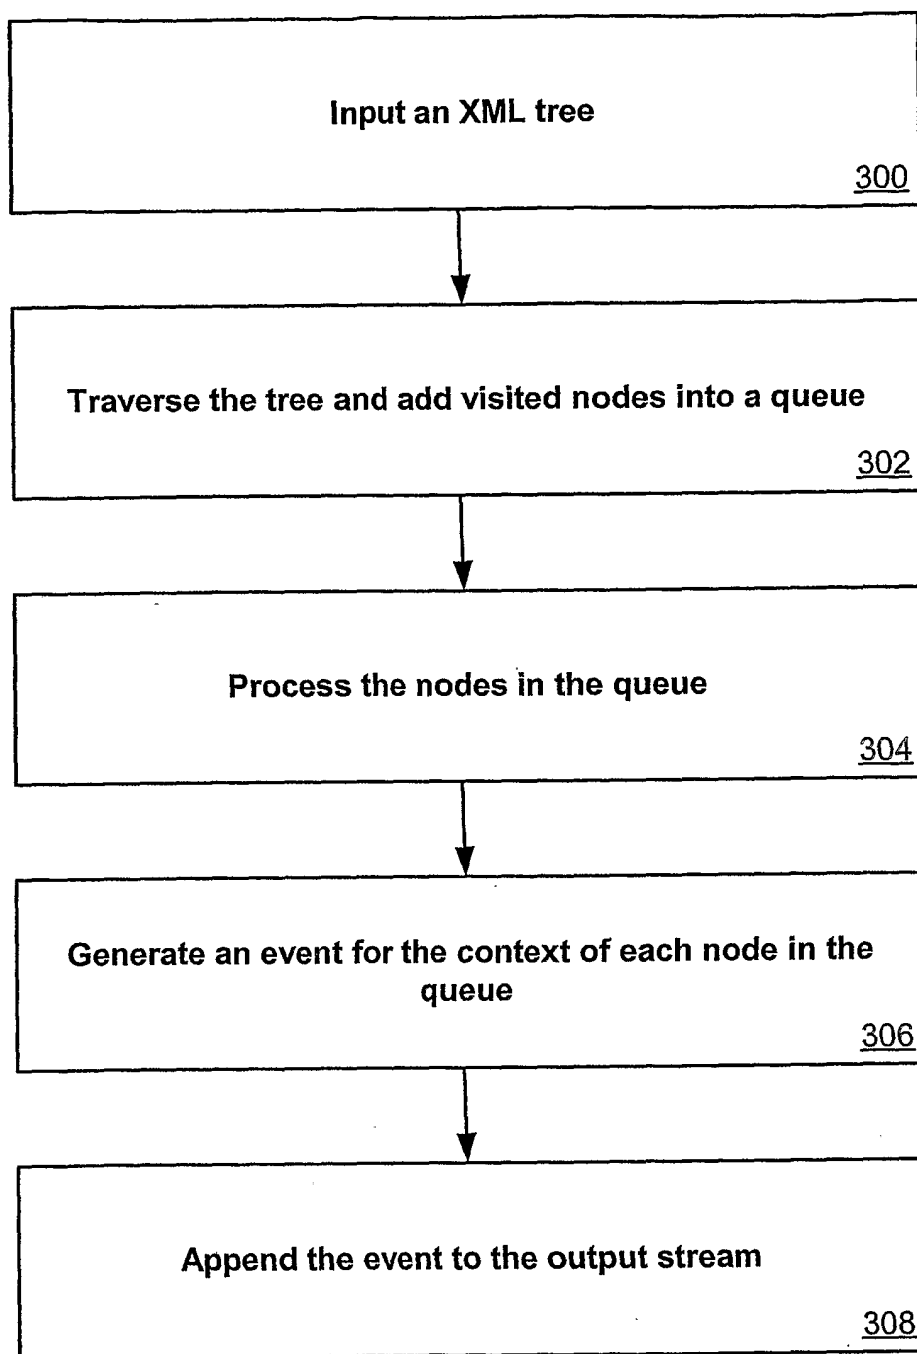 Input an XML tree
300
Traverse the tree and add visited nodes into a queue
302
Process the nodes in the queue
304
Generate an event for the context of each node in the
queue
306
Append the event to the output stream
308